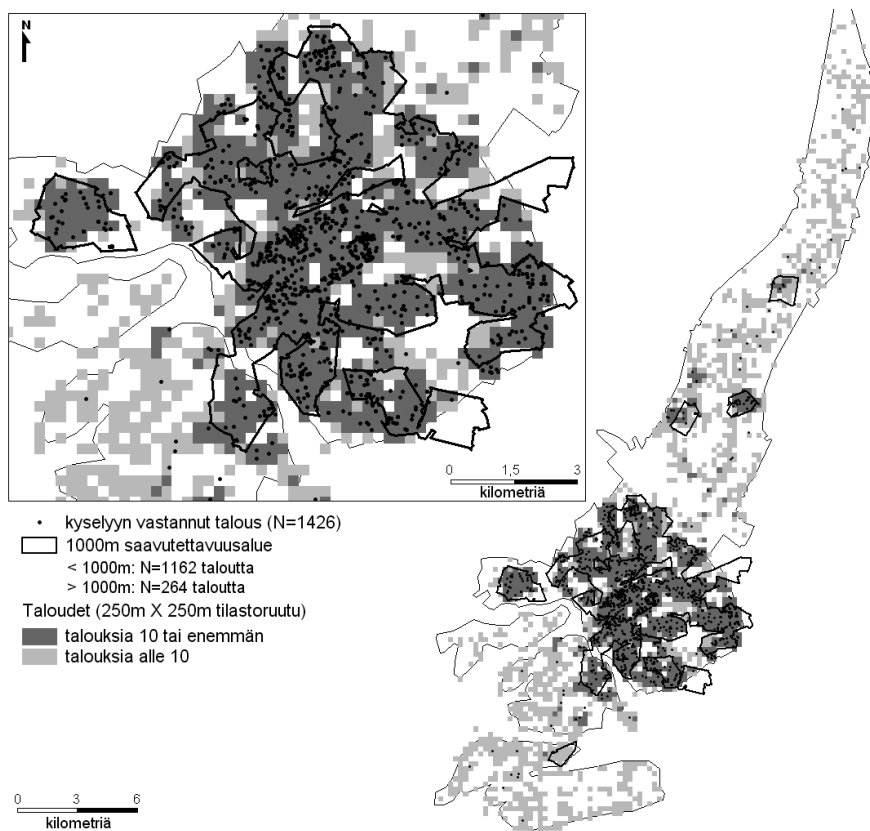 N
0 1,5 3
kilometriä
kyselyyn vastannut talous (N=1426)
1000m saavutettavuusalue
< 1000m: N=1162 taloutta
> 1000m: N=264 taloutta
Taloudet (250m X 250m tilastoruutu)
talouksia 10 tai enemmän
talouksia alle 10
0 3 6
kilometriä